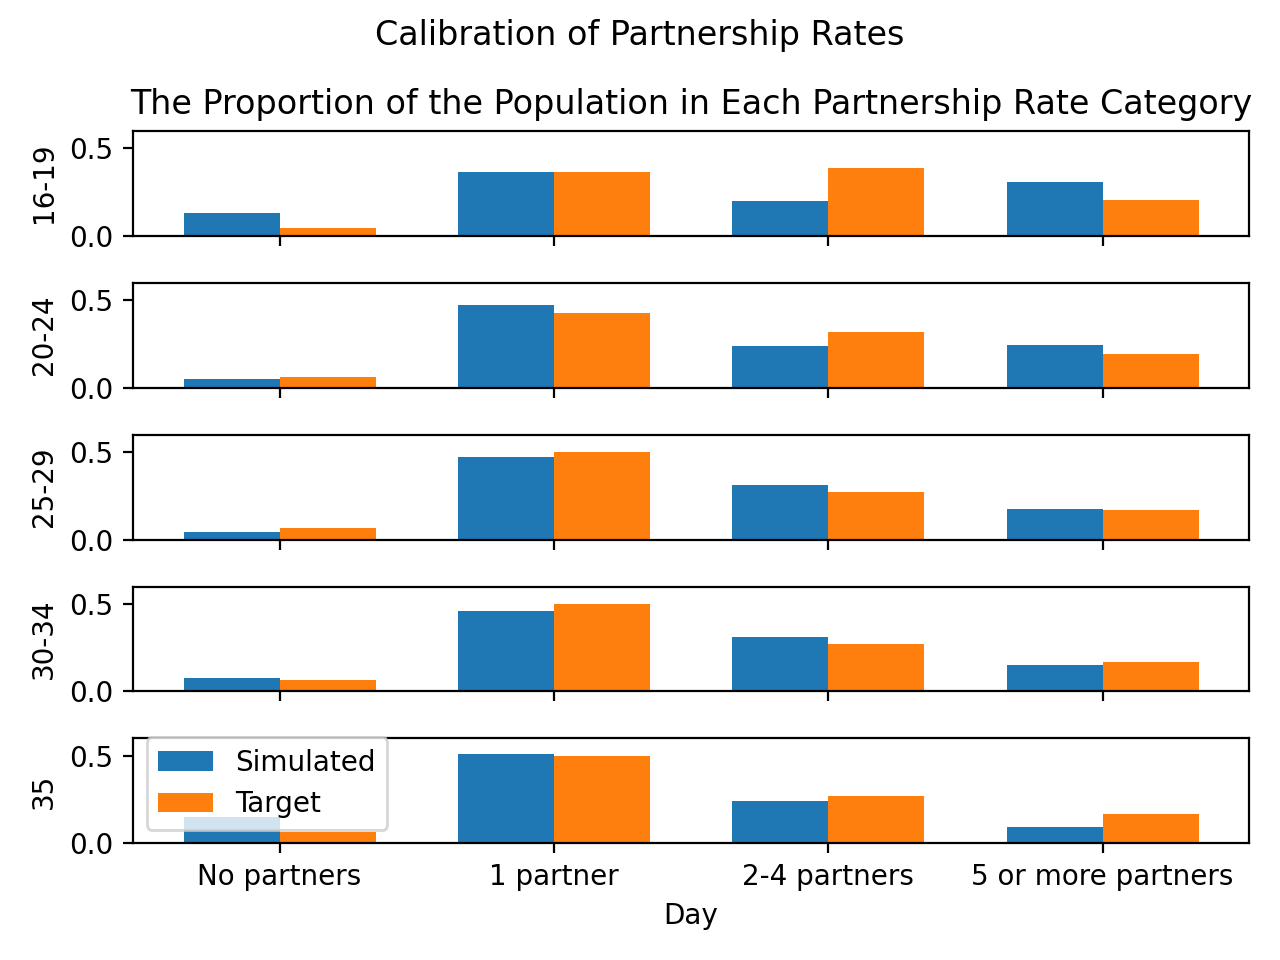 Calibration of Partnership Rates
The Proportion of the Population in Each Partnership Rate Category
0.5
16-19
0.0
0.5
20-24
0.0
0.5
25-29
0.0
0.5
30-34
0.0
0.5
35
0.0
Simulated
Target
No partners 1 partner 2-4 partners 5 or more partners
Day